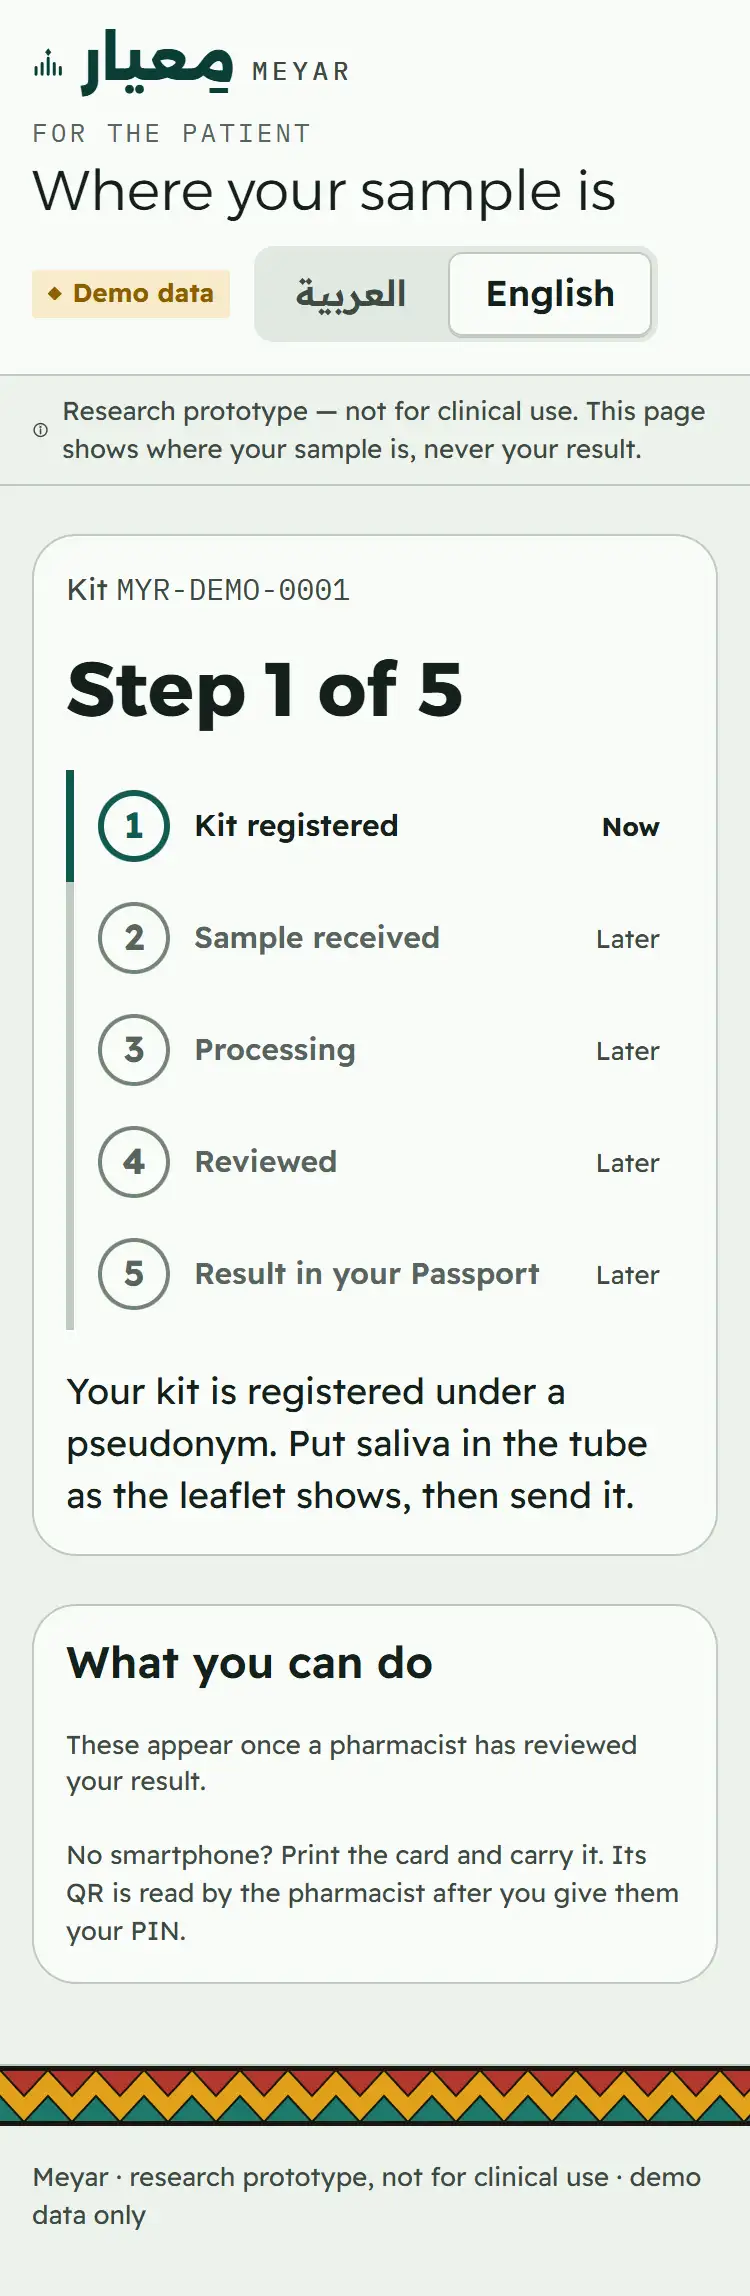 مِعيار MEYAR
FOR THE PATIENT
Where your sample is
Demo data
العربية
English
Research prototype — not for clinical use. This page
shows where your sample is, never your result.
Kit MYR-DEMO-0001
Step 1 of 5
1 Kit registered Now
2 Sample received Later
3 Processing Later
4 Reviewed Later
5 Result in your Passport Later
Your kit is registered under a
pseudonym. Put saliva in the tube
as the leaflet shows, then send it.
What you can do
These appear once a pharmacist has reviewed
your result.
No smartphone? Print the card and carry it. Its
QR is read by the pharmacist after you give them
your PIN.
Meyar · research prototype, not for clinical use · demo
data only